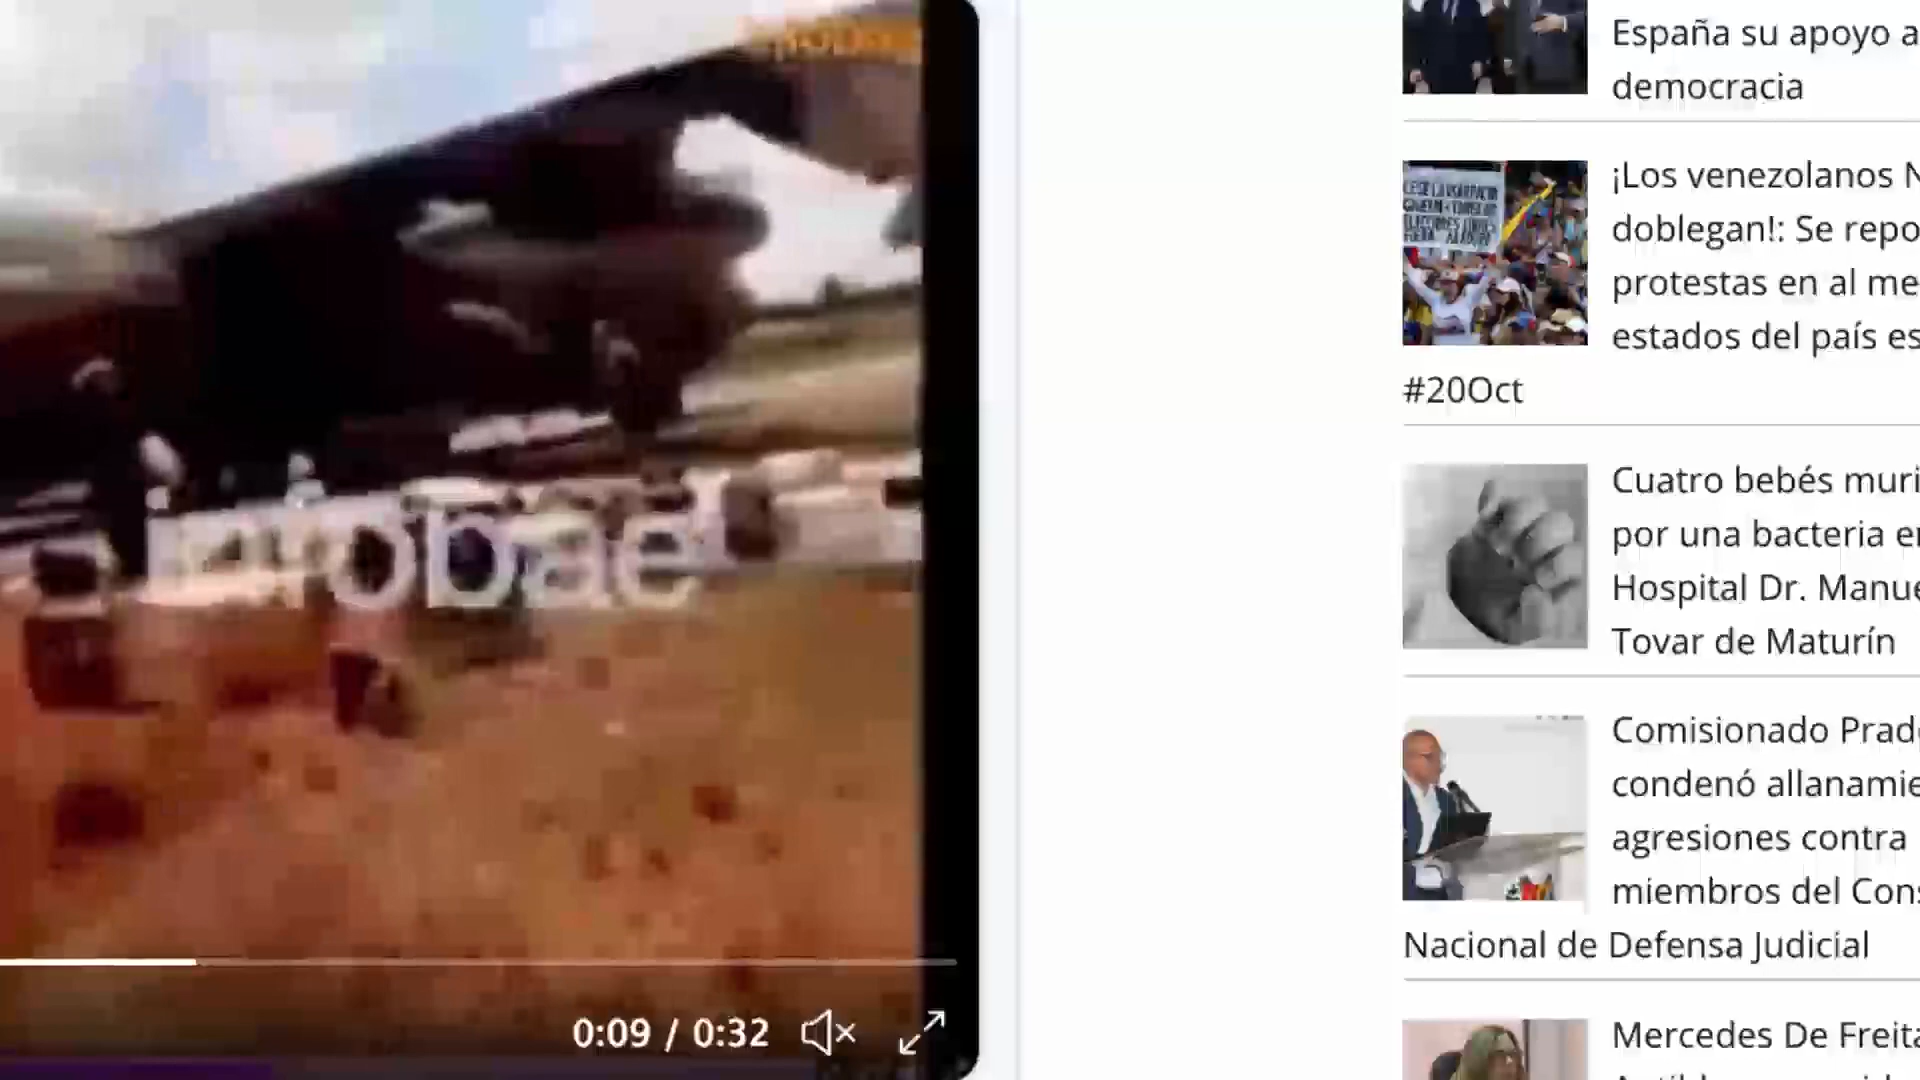 infobae
0:09 / 0:32
España su apoyo a
democracia
¡Los venezolanos N
doblegan!: Se repo
protestas en al me
estados del país es
#20Oct
Cuatro bebés muri
por una bacteria e
Hospital Dr. Manue
Tovar de Maturín
Comisionado Prad
condenó allanamie
agresiones contra
miembros del Cons
Nacional de Defensa Judicial
Mercedes De Freita